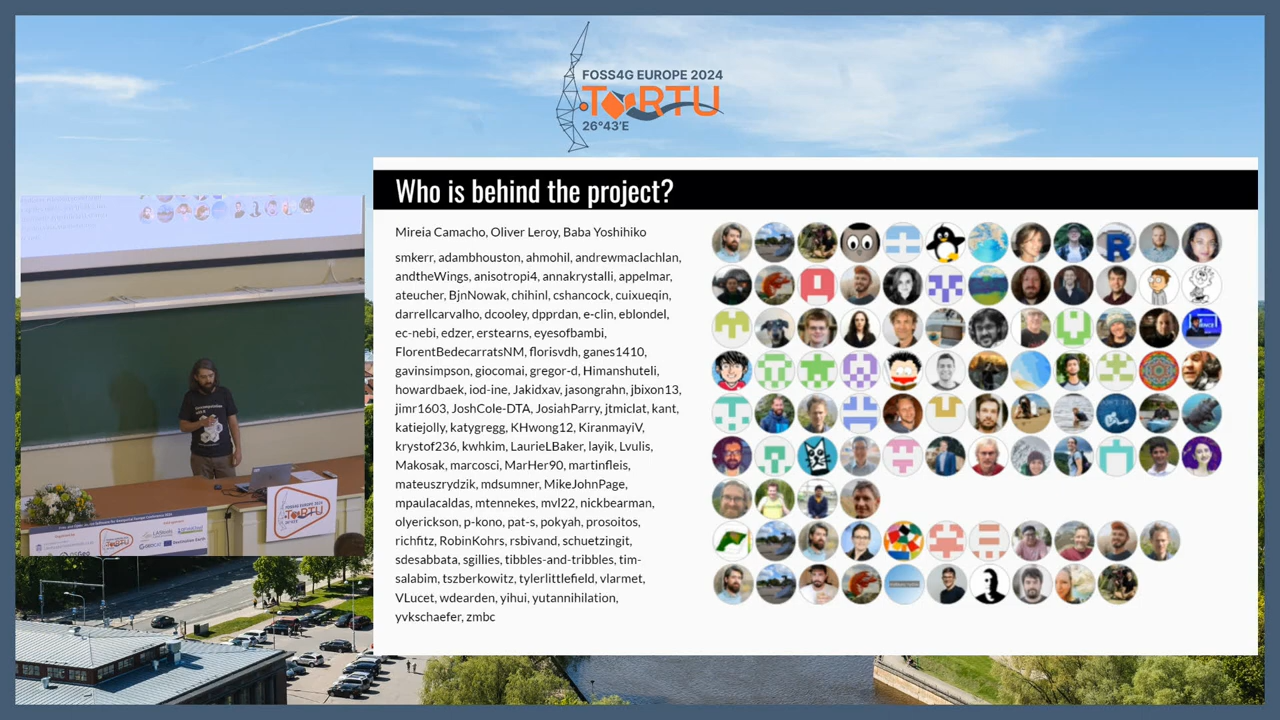 FOSS4G EUROPE 2024
TARTU
26°43'E
Who is behind the project?
Mireia Camacho, Oliver Leroy, Baba Yoshihiko
smkerr, adambhouston, ahmohil, andrewmaclachlan,
andtheWings, anisotropi4, annakrystalli, appelmar,
ateucher, BjnNowak, chihinl, cshancock, cuixueqin,
darrellcarvalho, dcooley, dpprdan, e-clin, eblondel,
ec-nebi, edzer, ersterns, eyesofbambi,
FlorentBedecarratsNM, florisvdh, ganes1410,
gavinsimpson, giocomai, gregor-d, Himanshuteli,
howardbaek, iod-ine, Jakidxav, jasongrahn, jbixon13,
jimr1603, JoshCole-DTA, JosiahParry, jtmiclat, kant,
katiejolly, katygregg, KHwong12, KiranmayiV,
krystof236, kwhkim, LaurieLBaker, layik, Lvulis,
Makosak, marcosci, MarHer90, martinfleis,
mateuszrydzik, mdsumner, MikeJohnPage,
mpaulacaldas, mtennekes, mvl22, nickbearman,
olyerickson, p-kono, pat-s, pokyah, prosoitos,
richfitz, RobinKohrs, rsbivand, schuetzingit,
sdesabbata, sgillies, tibbles-and-tribbles, tim-
salabim, tszberkowitz, tylerlittlefield, vlarmet,
VLucet, wdearden, yihui, yutannihilation,
yvkschaefer, zmbc